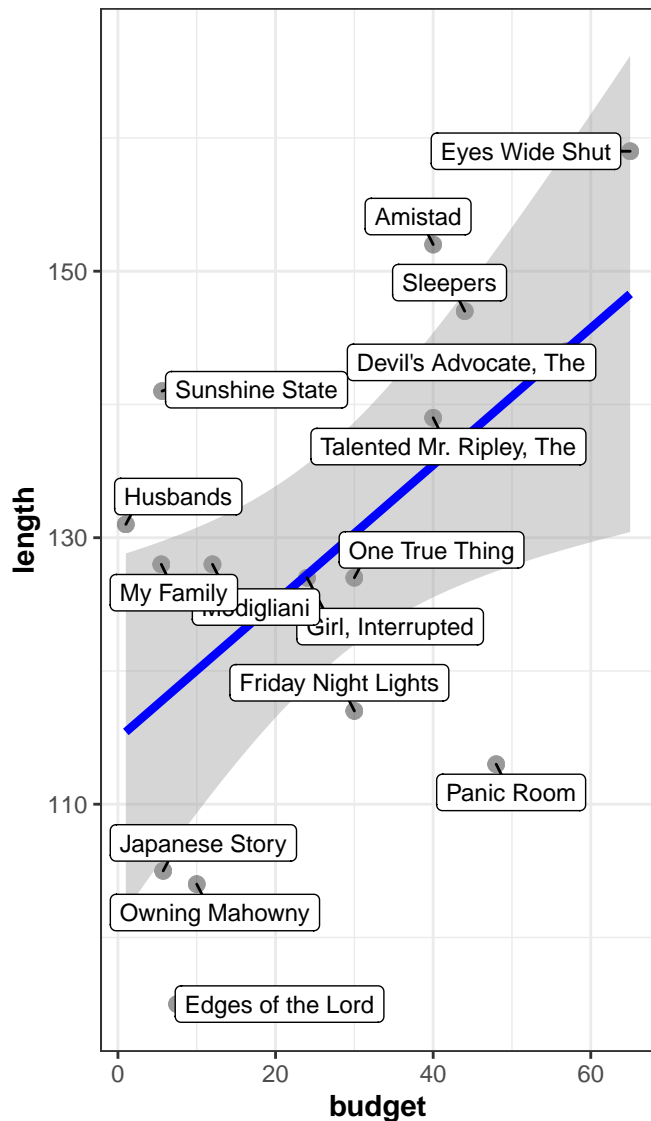 Eyes Wide Shut
Amistad
150
Sleepers
Devil's Advocate, The
Sunshine State
Talented Mr. Ripley, The
Husbands
length
130
One True Thing
My Family
Modigliani
Girl, Interrupted
Friday Night Lights
Panic Room
110
Japanese Story
Owning Mahowny
Edges of the Lord
0 20 40 60
budget